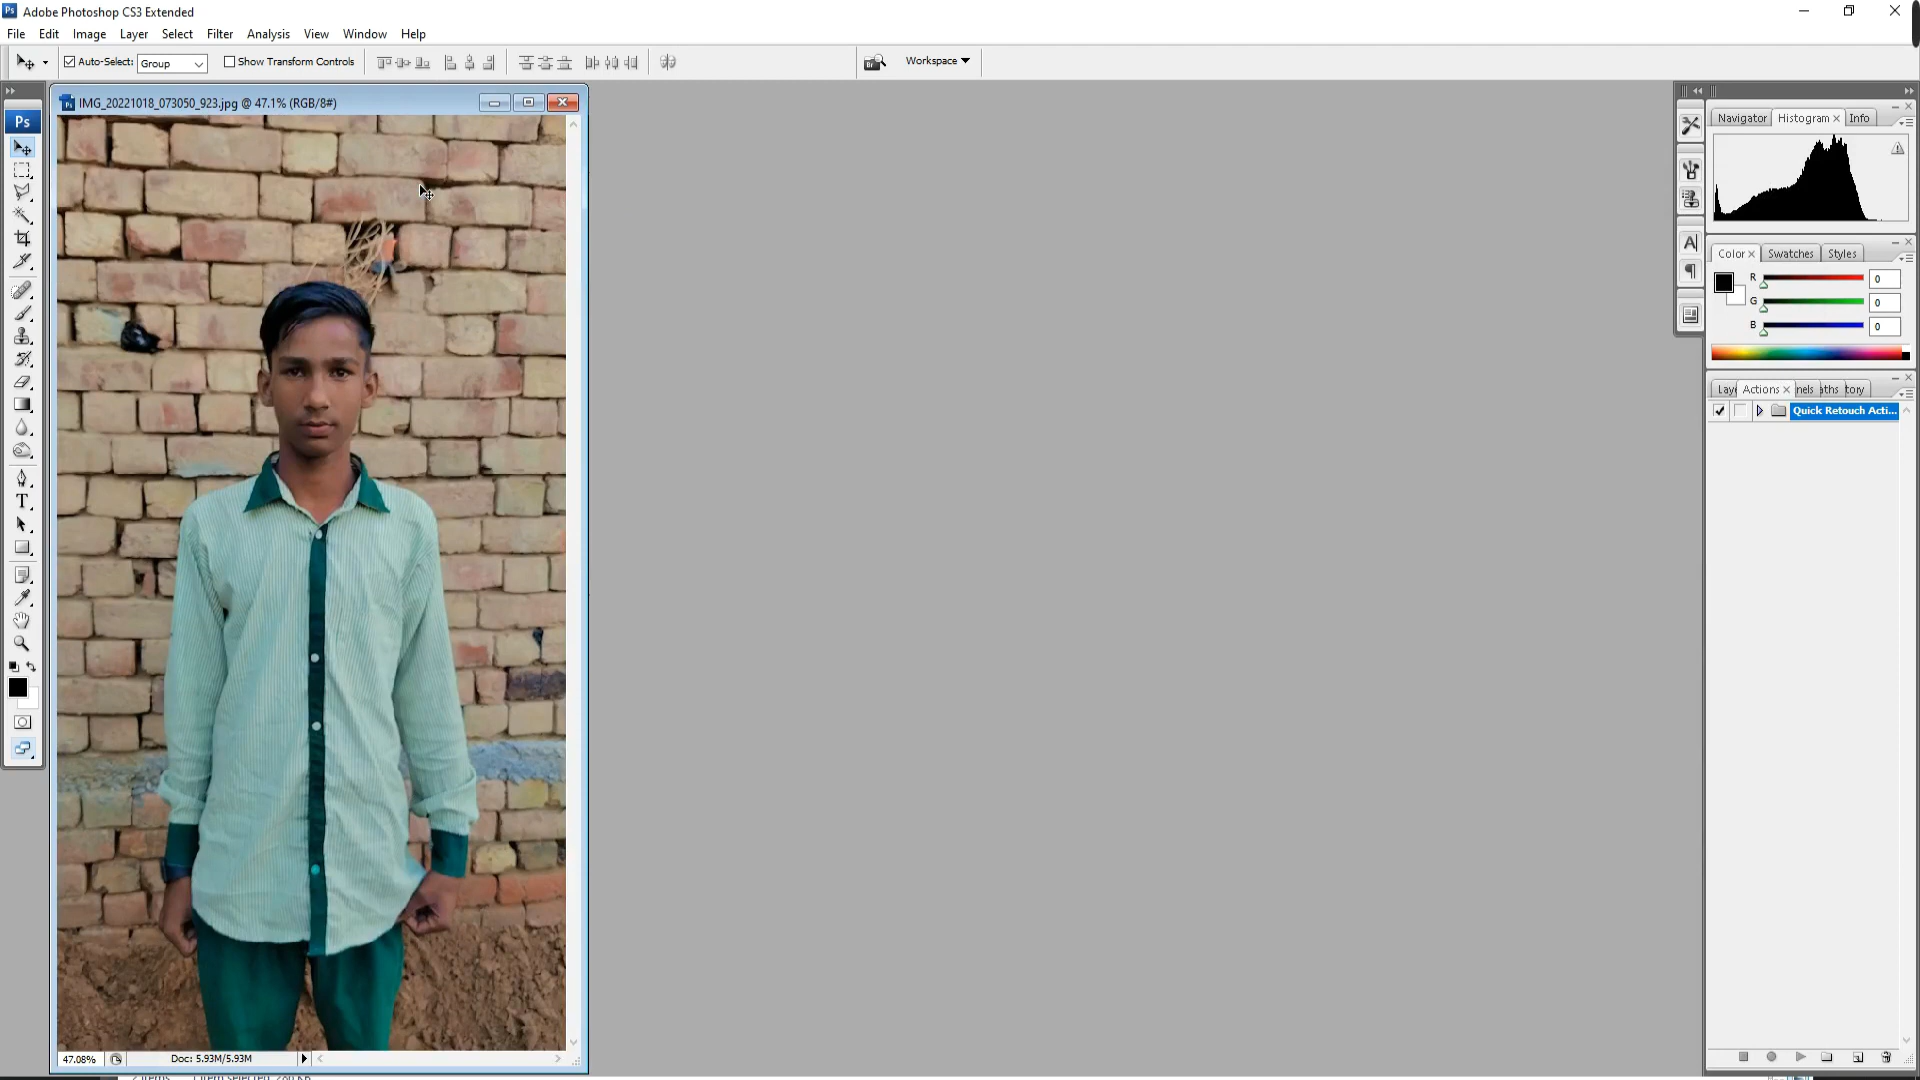 Adobe Photoshop CS3 Extended
File Edit Image Layer Select Filter Analysis View Window Help
Auto-Select: Group Show Transform Controls Workspace
IMG_20221018_073050_923.jpg @ 47.1% (RGB/8#)
Ps
Navigator Histogram Info
Color Swatches Styles
R 0
G 0
B 0
Lay Actions nels aths tory
Quick Retouch Acti...
T
A
47.08% Doc: 5.93M/5.93M